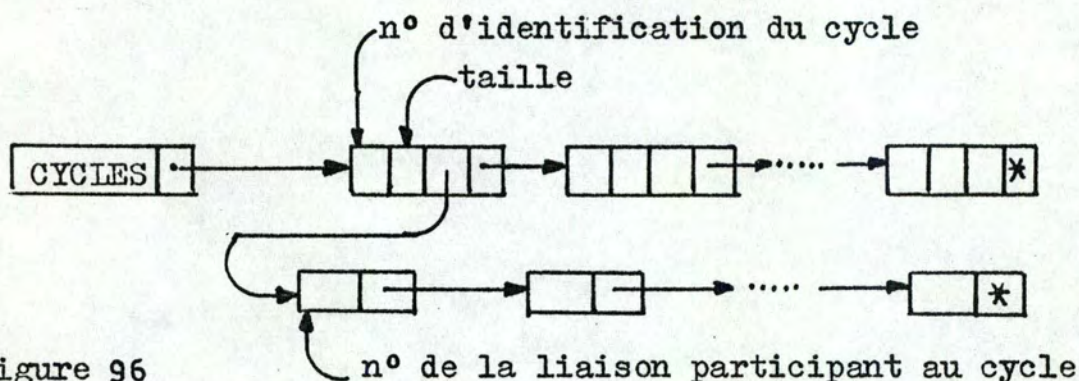 n° d'identification du cycle
taille
CYCLES
*
*
igure 96
n° de la liaison participant au cycle